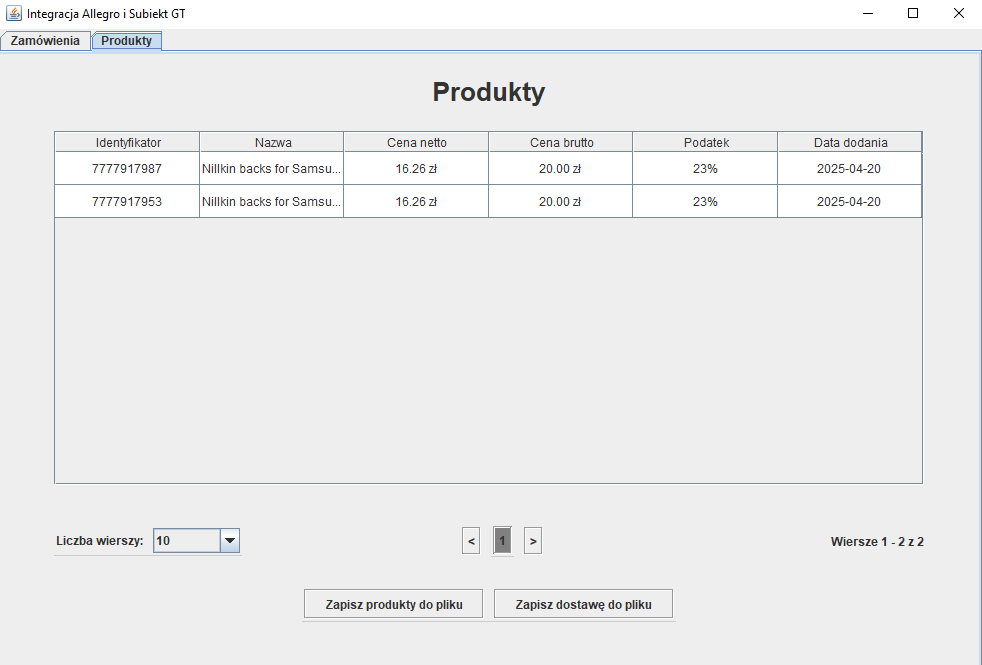 Integracja Allegro i Subiekt GT
Zamówienia Produkty
Produkty
Identyfikator Nazwa Cena netto Cena brutto Podatek Data dodania
7777917987 Nillkin backs for Samsu... 16.26 zł 20.00 zł 23% 2025-04-20
7777917953 Nillkin backs for Samsu... 16.26 zł 20.00 zł 23% 2025-04-20
Liczba wierszy: 10 < 1 > Wiersze 1 - 2 z 2
Zapisz produkty do pliku Zapisz dostawę do pliku